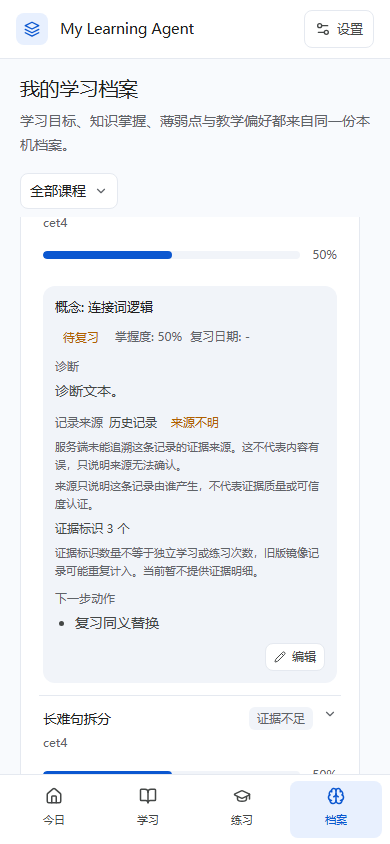 My Learning Agent
设置
我的学习档案
学习目标、知识掌握、薄弱点与教学偏好都来自同一份本
机档案。
全部课程
cet4
50%
概念: 连接词逻辑
待复习 掌握度: 50% 复习日期: -
诊断
诊断文本。
记录来源 历史记录 来源不明
服务端未能追溯这条记录的证据来源。这不代表内容有
误，只说明来源无法确认。
来源只说明这条记录由谁产生，不代表证据质量或可信
度认证。
证据标识 3 个
证据标识数量不等于独立学习或练习次数，旧版镜像记
录可能重复计入。当前暂不提供证据明细。
下一步动作
• 复习同义替换
编辑
长难句拆分 证据不足
cet4
50%
今日 学习 练习 档案